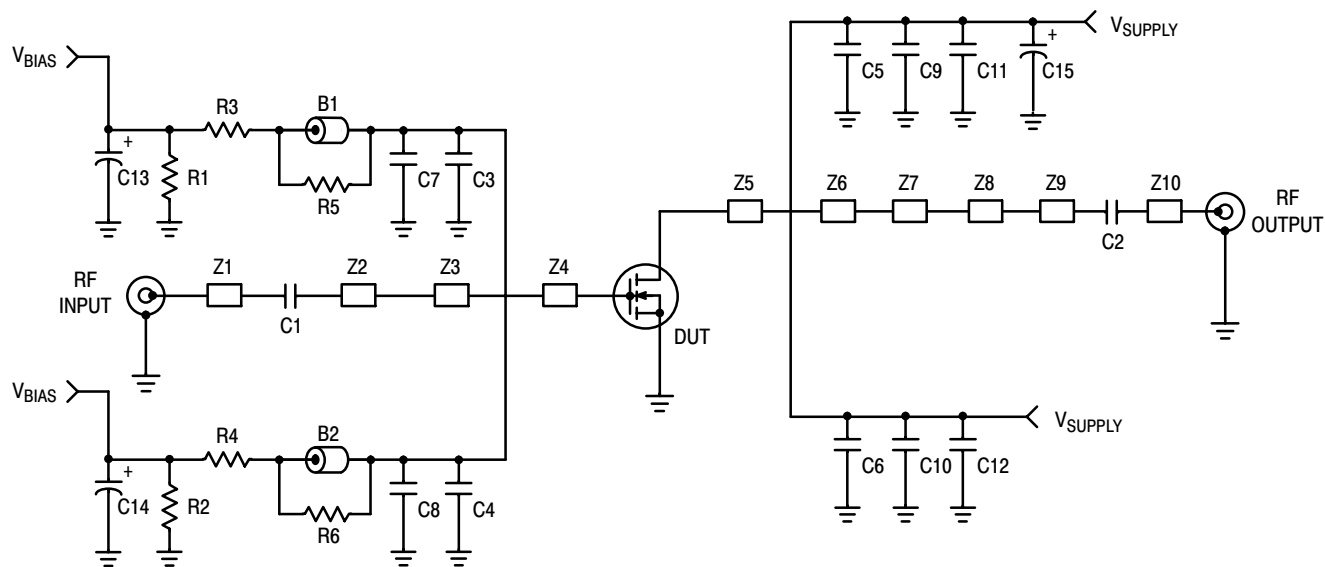 VBIAS
C13
+
R1
R3
B1
R5
C7
C3
VSUPPLY
C5
C9
C11
+
C15
RF
INPUT
Z1
C1
Z2
Z3
Z4
DUT
Z5
Z6
Z7
Z8
Z9
C2
Z10
RF
OUTPUT
VBIAS
C14
+
R2
R4
B2
R6
C8
C4
VSUPPLY
C6
C10
C12